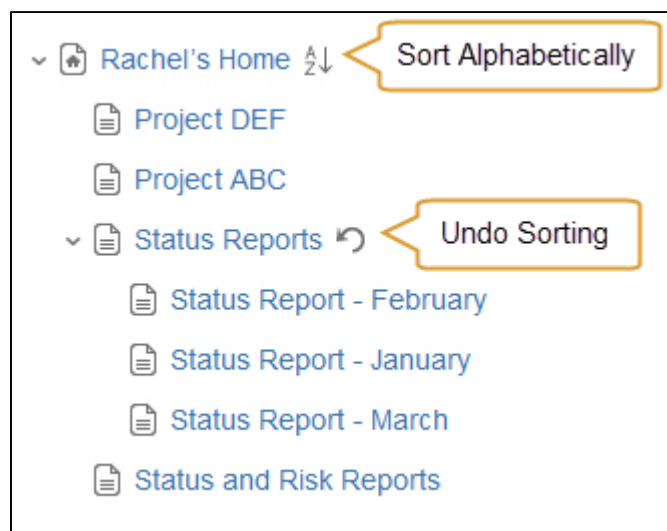 Rachel's Home
Sort Alphabetically
Project DEF
Project ABC
Status Reports
Undo Sorting
Status Report - February
Status Report - January
Status Report - March
Status and Risk Reports